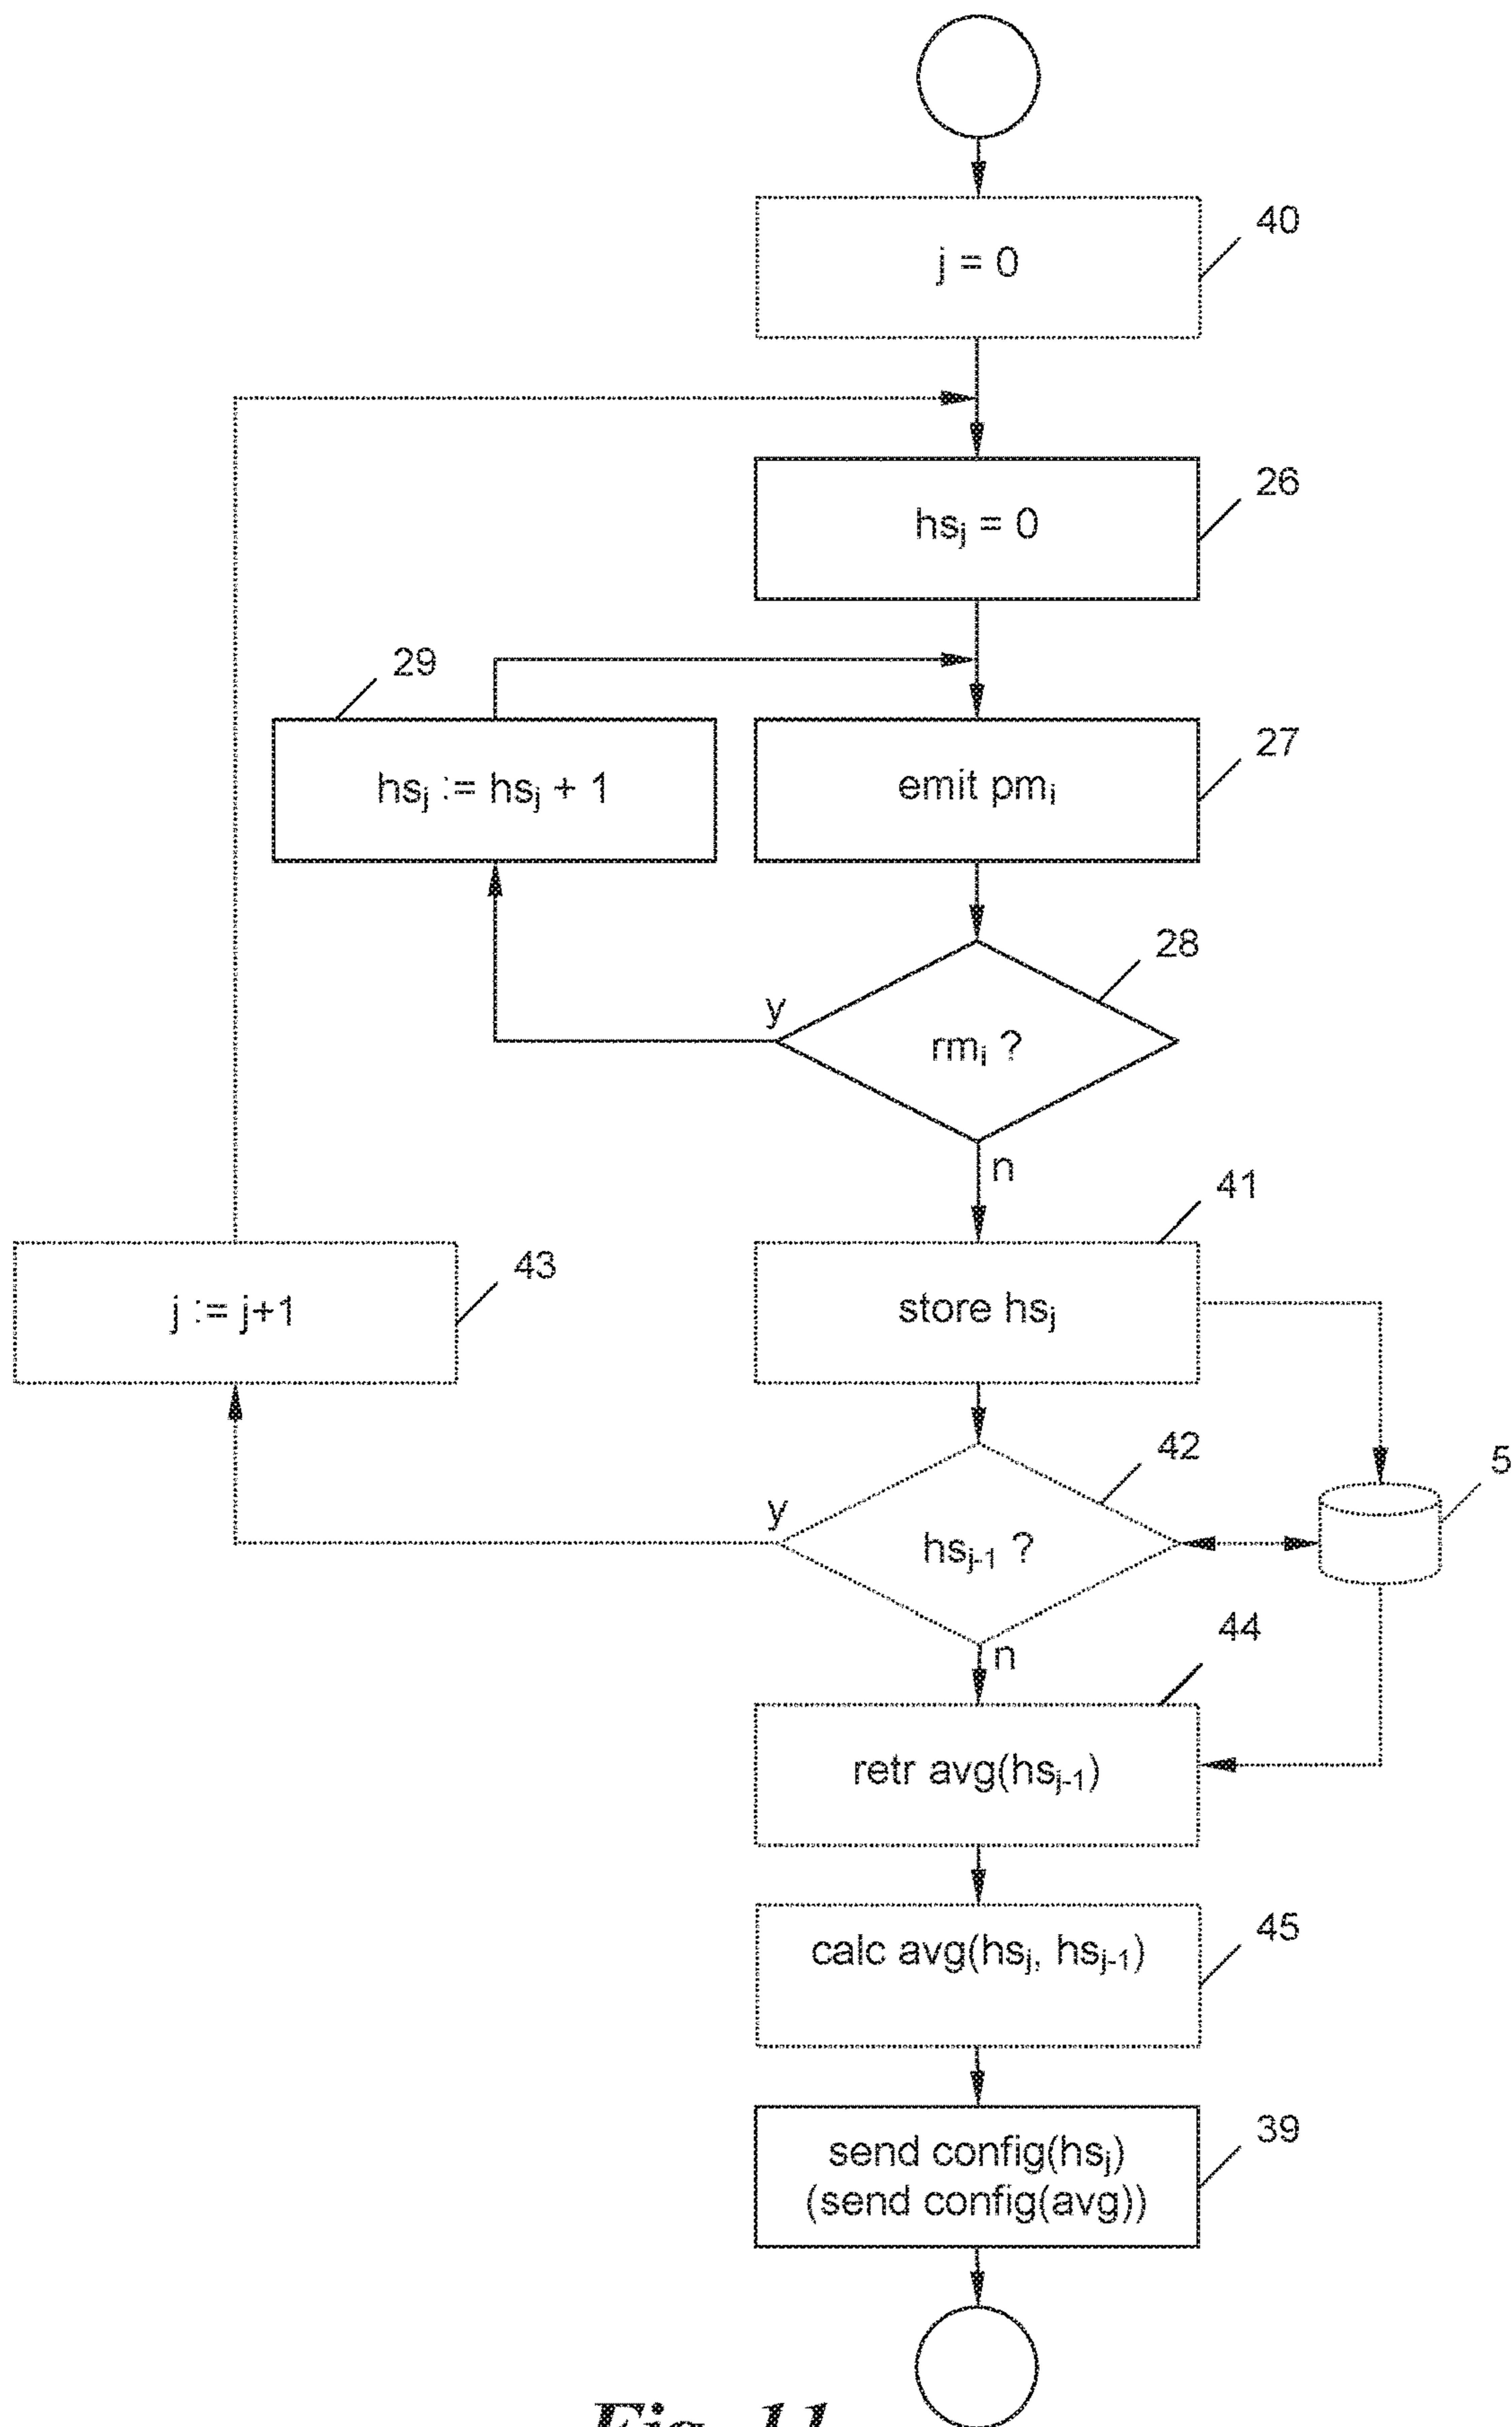 40
j = 0
26
hsj = 0
29
27
hsj := hsj + 1
emit pmi
28
y
rmi ?
n
41
43
store hsj
j := j+1
42
5
y
hsj-1 ?
44
n
retr avg(hsj-1)
45
calc avg(hsj, hsj-1)
39
send config(hsj)
(send config(avg))
Fig. 11